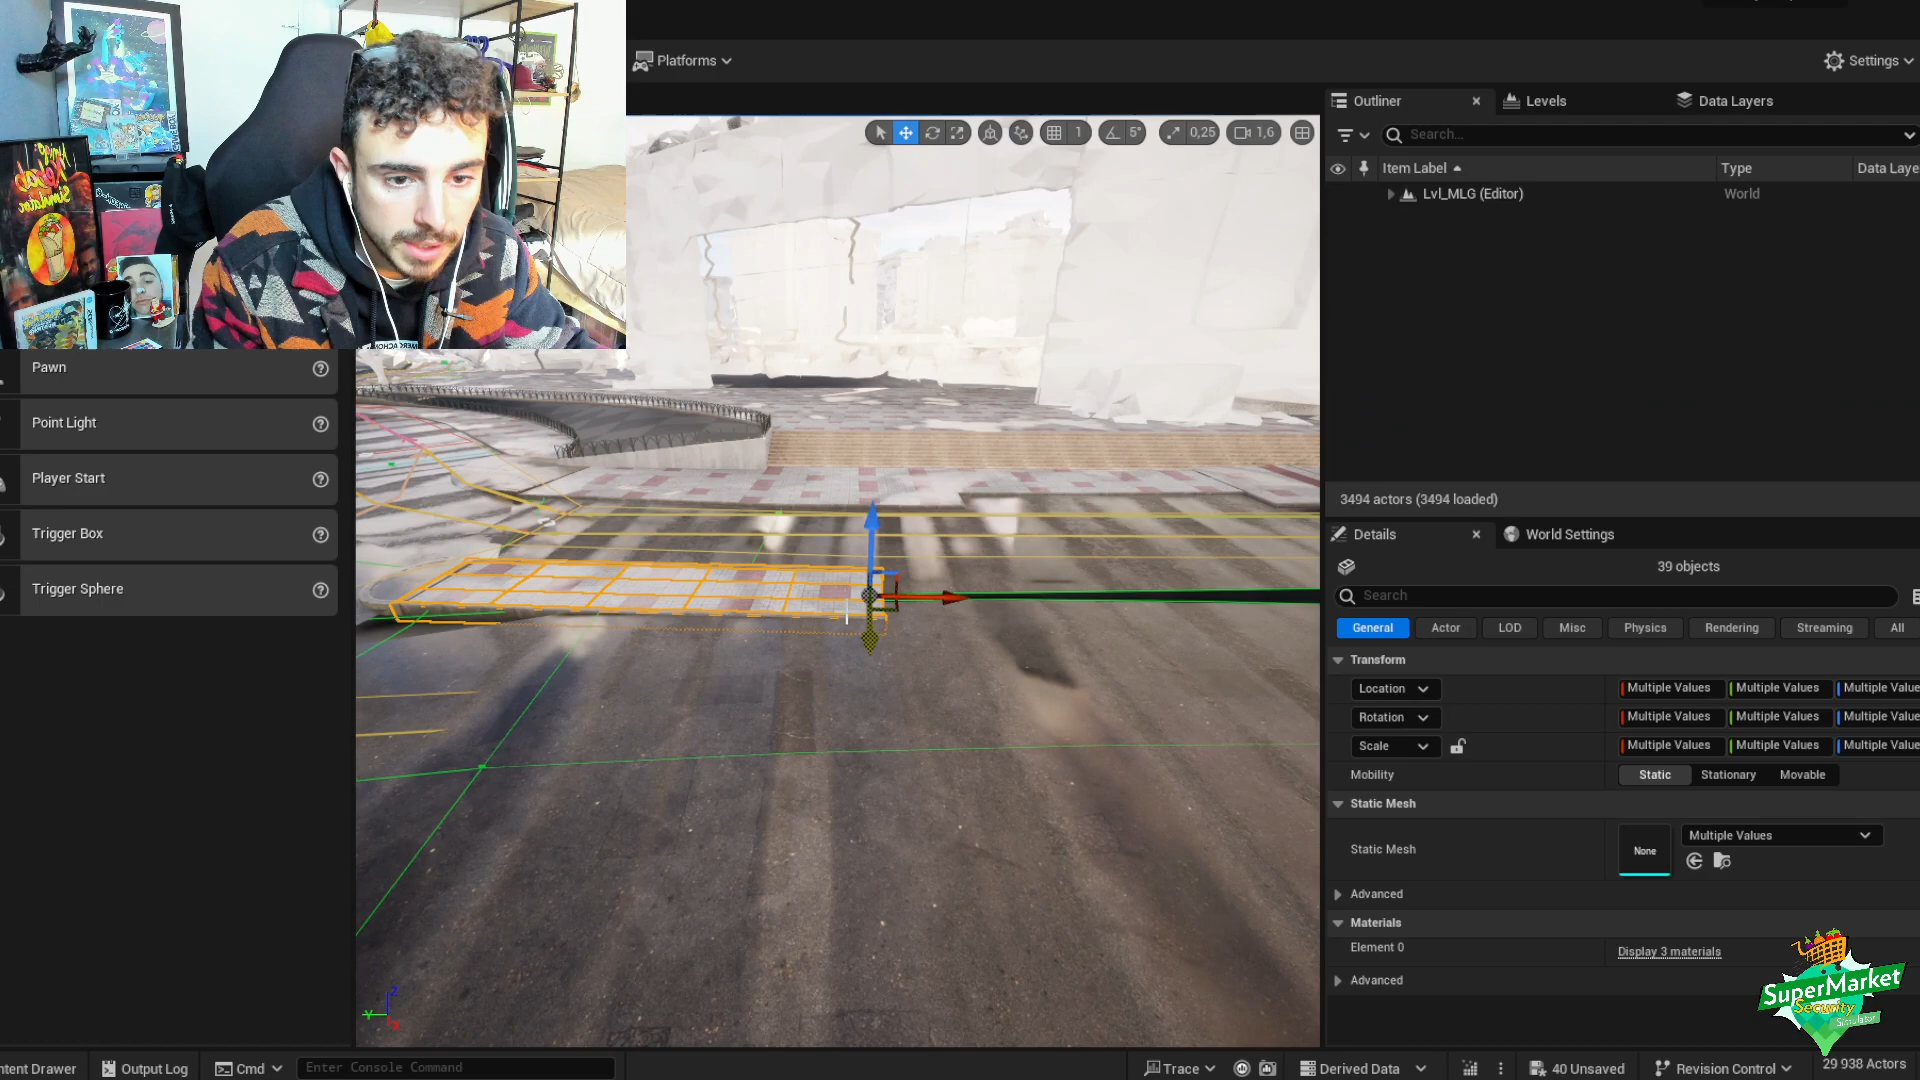 Platforms
Settings
Outliner
Levels
Data Layers
1
5°
0,25
1,6
Search...
Item Label
Type
Data Laye
Lvl_MLG (Editor)
World
Pawn
Point Light
Player Start
Trigger Box
Trigger Sphere
3494 actors (3494 loaded)
Details
World Settings
39 objects
Search
General
Actor
LOD
Misc
Physics
Rendering
Streaming
All
Transform
Location
Multiple Values
Multiple Values
Multiple Value
Rotation
Multiple Values
Multiple Values
Multiple Value
Scale
Multiple Values
Multiple Values
Multiple Value
Mobility
Static
Stationary
Movable
Static Mesh
Static Mesh
None
Multiple Values
Advanced
Materials
Element 0
Display 3 materials
Advanced
SuperMarket
Security
Simulator
Z
Y
X
ntent Drawer
Output Log
Cmd
Enter Console Command
Trace
Derived Data
40 Unsaved
Revision Control
29 938 Actors